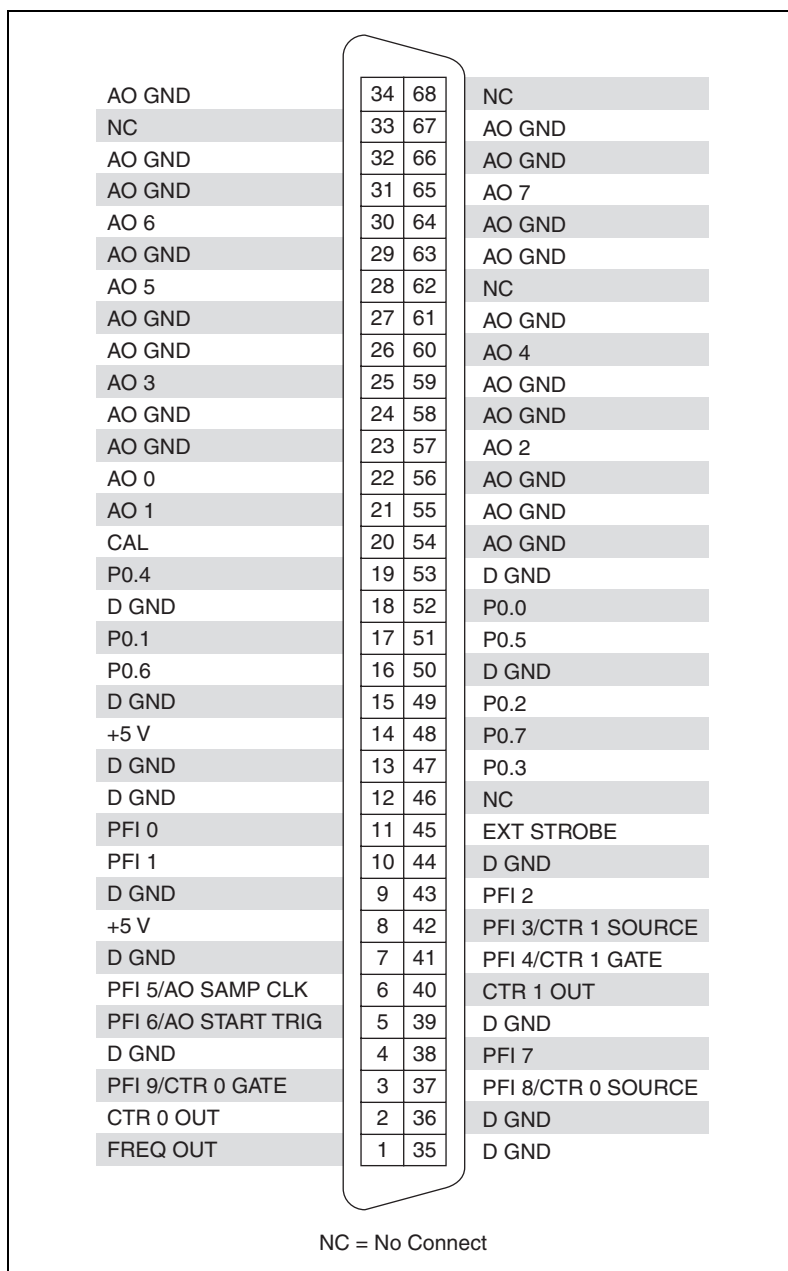 AO GND 34 68 NC
NC 33 67 AO GND
AO GND 32 66 AO GND
AO GND 31 65 AO 7
AO 6 30 64 AO GND
AO GND 29 63 AO GND
AO 5 28 62 NC
AO GND 27 61 AO GND
AO GND 26 60 AO 4
AO 3 25 59 AO GND
AO GND 24 58 AO GND
AO GND 23 57 AO 2
AO 0 22 56 AO GND
AO 1 21 55 AO GND
CAL 20 54 AO GND
P0.4 19 53 D GND
D GND 18 52 P0.0
P0.1 17 51 P0.5
P0.6 16 50 D GND
D GND 15 49 P0.2
+5 V 14 48 P0.7
D GND 13 47 P0.3
D GND 12 46 NC
PFI 0 11 45 EXT STROBE
PFI 1 10 44 D GND
D GND 9 43 PFI 2
+5 V 8 42 PFI 3/CTR 1 SOURCE
D GND 7 41 PFI 4/CTR 1 GATE
PFI 5/AO SAMP CLK 6 40 CTR 1 OUT
PFI 6/AO START TRIG 5 39 D GND
D GND 4 38 PFI 7
PFI 9/CTR 0 GATE 3 37 PFI 8/CTR 0 SOURCE
CTR 0 OUT 2 36 D GND
FREQ OUT 1 35 D GND
NC = No Connect